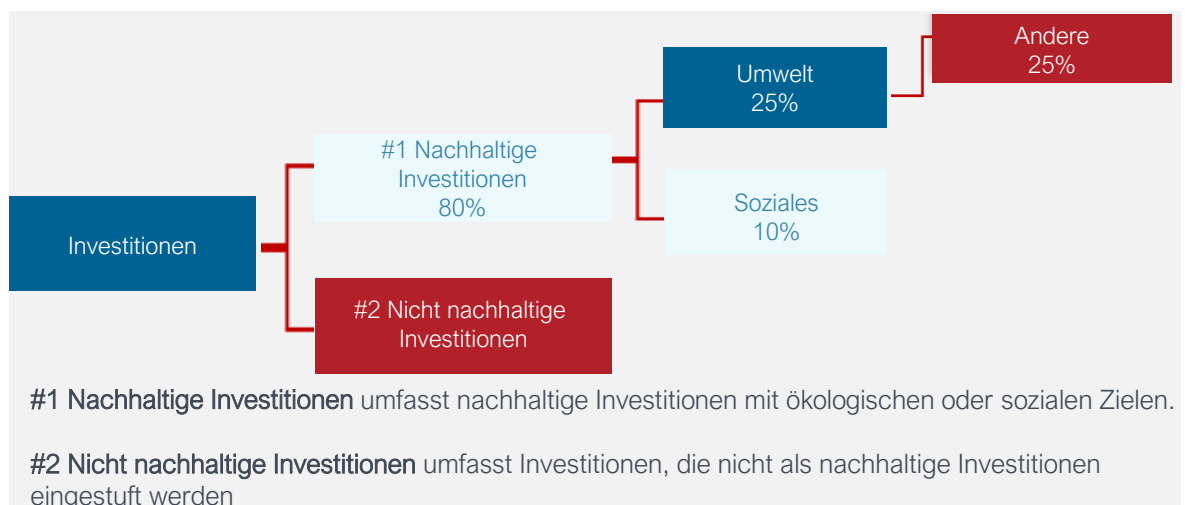 Andere
25%
Umwelt
25%
#1 Nachhaltige
Investitionen
80%
Soziales
10%
Investitionen
#2 Nicht nachhaltige
Investitionen
#1 Nachhaltige Investitionen umfasst nachhaltige Investitionen mit ökologischen oder sozialen Zielen.
#2 Nicht nachhaltige Investitionen umfasst Investitionen, die nicht als nachhaltige Investitionen
eingestuft werden